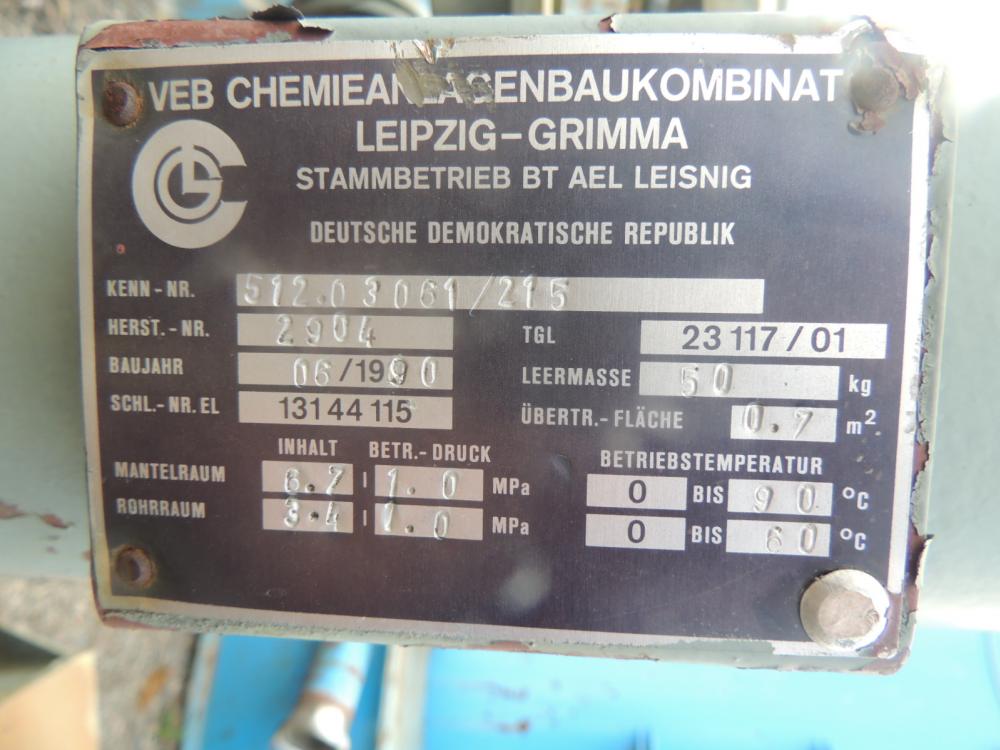 VEB CHEMIEANLAGENBAUKOMBINAT
LEIPZIG-GRIMMA
STAMMBETRIEB BT AEL LEISNIG
DEUTSCHE DEMOKRATISCHE REPUBLIK
KENN-NR. 512.03061/215
HERST.-NR. 2904
TGL 23 117/01
BAUJAHR 06/1990
LEERMASSE 50 kg
SCHL.-NR. EL 131 44 115
ÜBERTR.-FLÄCHE 0.7 m²
INHALT BETR.-DRUCK BETRIEBSTEMPERATUR
MANTELRAUM 6.7 l 1.0 MPa 0 BIS 90 °C
ROHRRAUM 3.4 l 1.0 MPa 0 BIS 60 °C